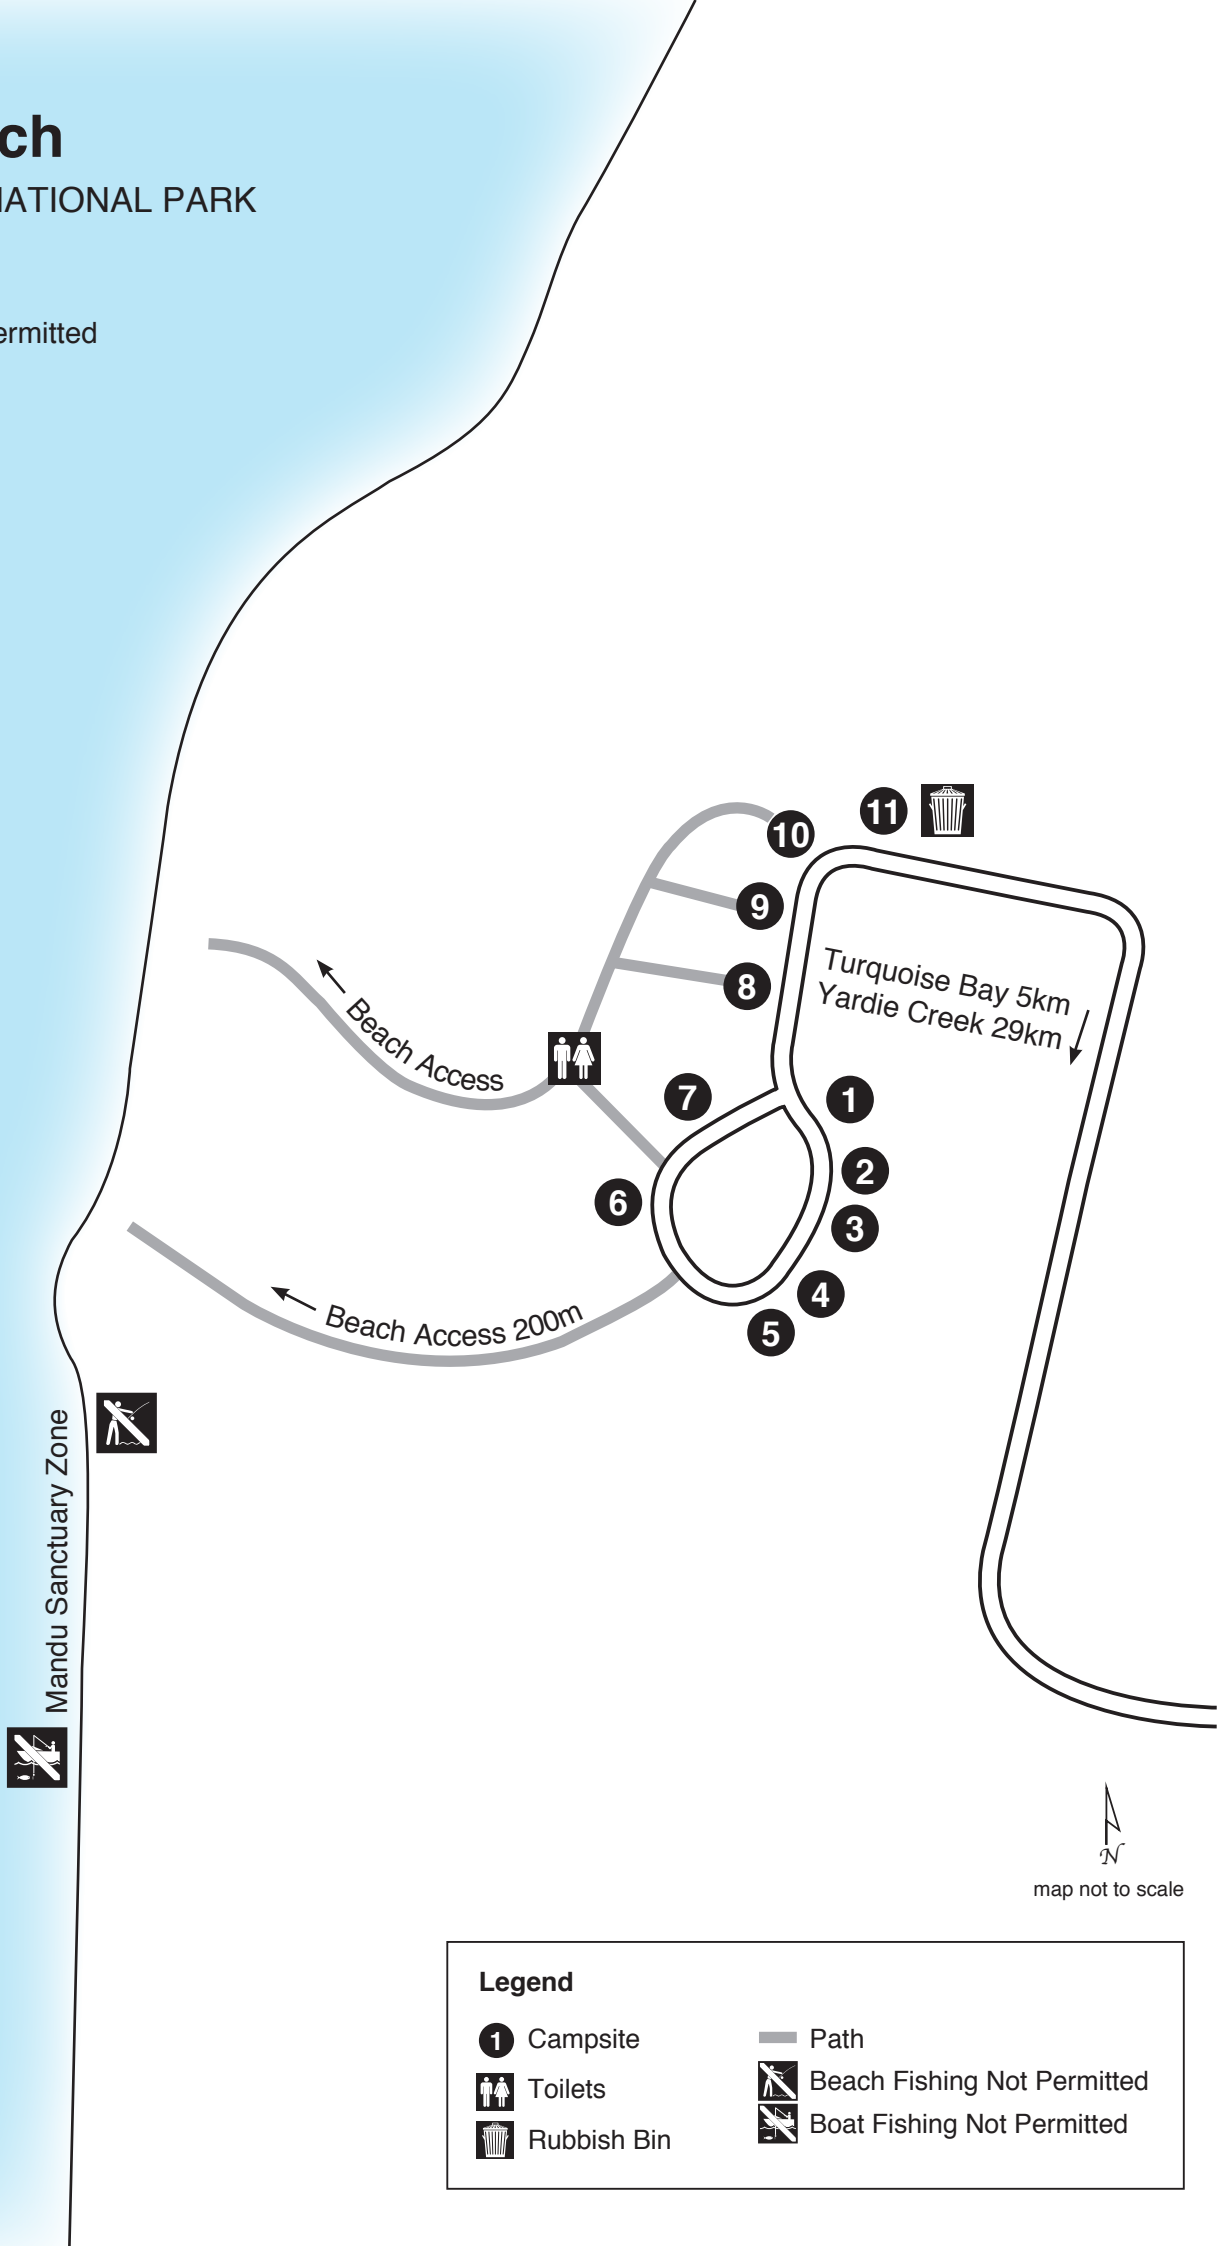 ch
NATIONAL PARK
ermitted
11
10
9
8
Turquoise Bay 5km
Yardie Creek 29km
Beach Access
7
1
2
6
3
4
Beach Access 200m
5
Mandu Sanctuary Zone
N
map not to scale
Legend
1 Campsite
Toilets
Rubbish Bin
Path
Beach Fishing Not Permitted
Boat Fishing Not Permitted